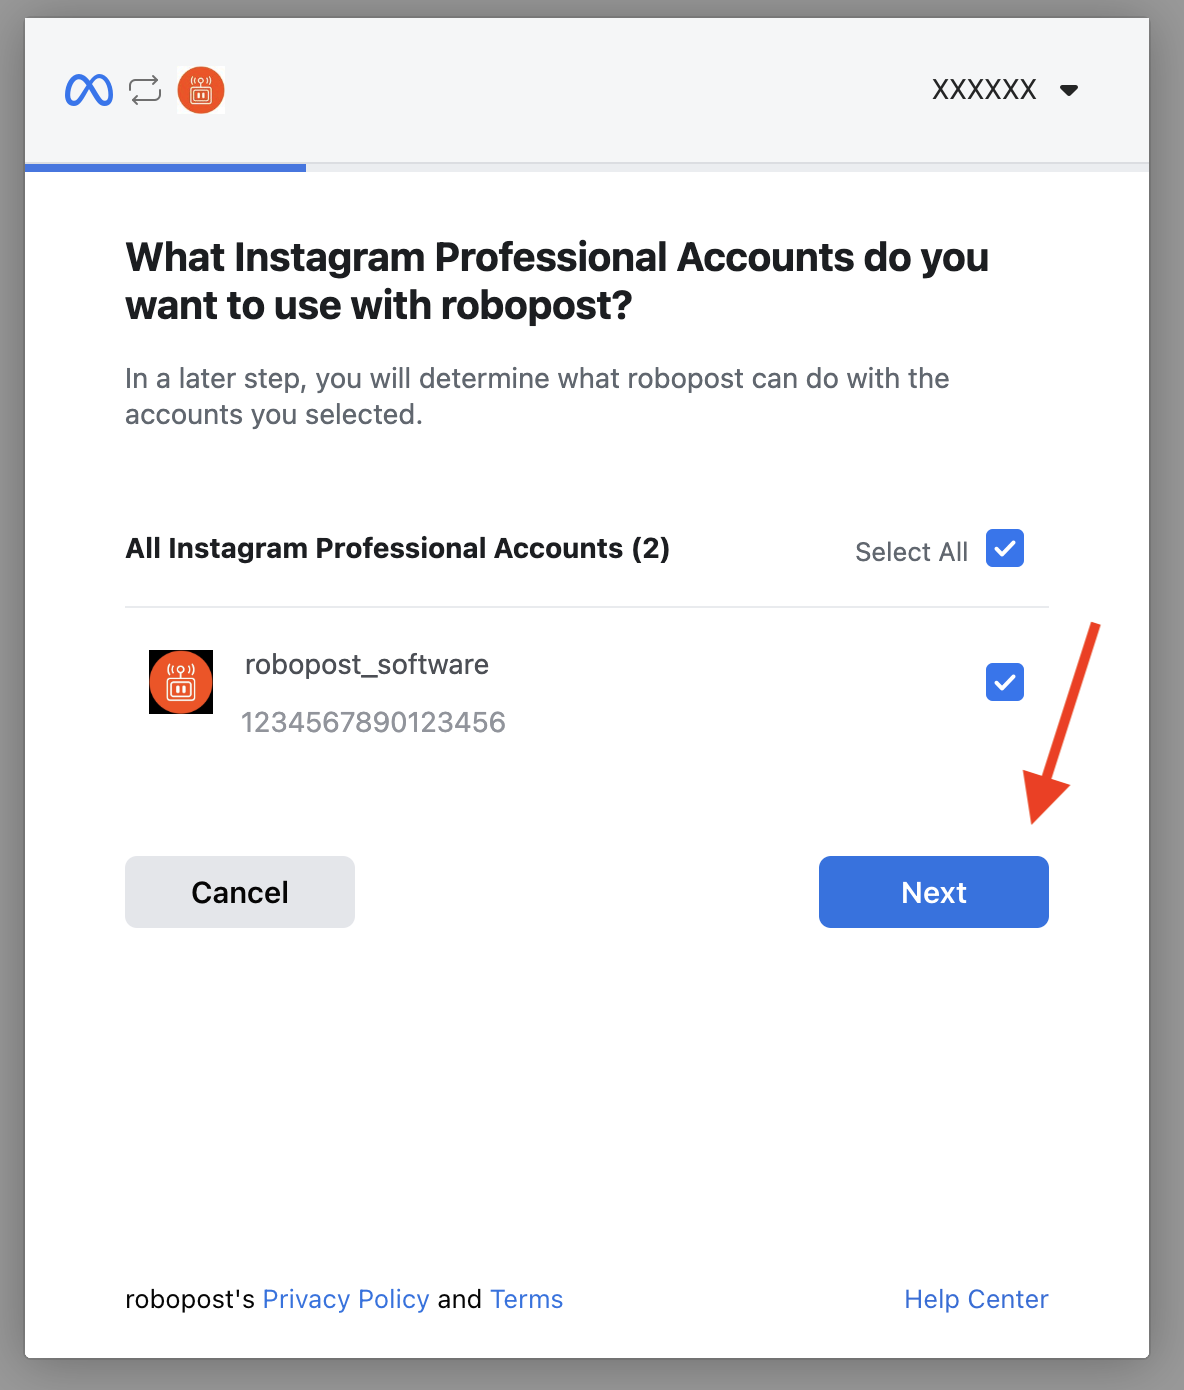 XXXXXX
What Instagram Professional Accounts do you
want to use with robopost?
In a later step, you will determine what robopost can do with the
accounts you selected.
All Instagram Professional Accounts (2)
Select All
robopost_software
1234567890123456
Cancel
Next
robopost's Privacy Policy and Terms
Help Center